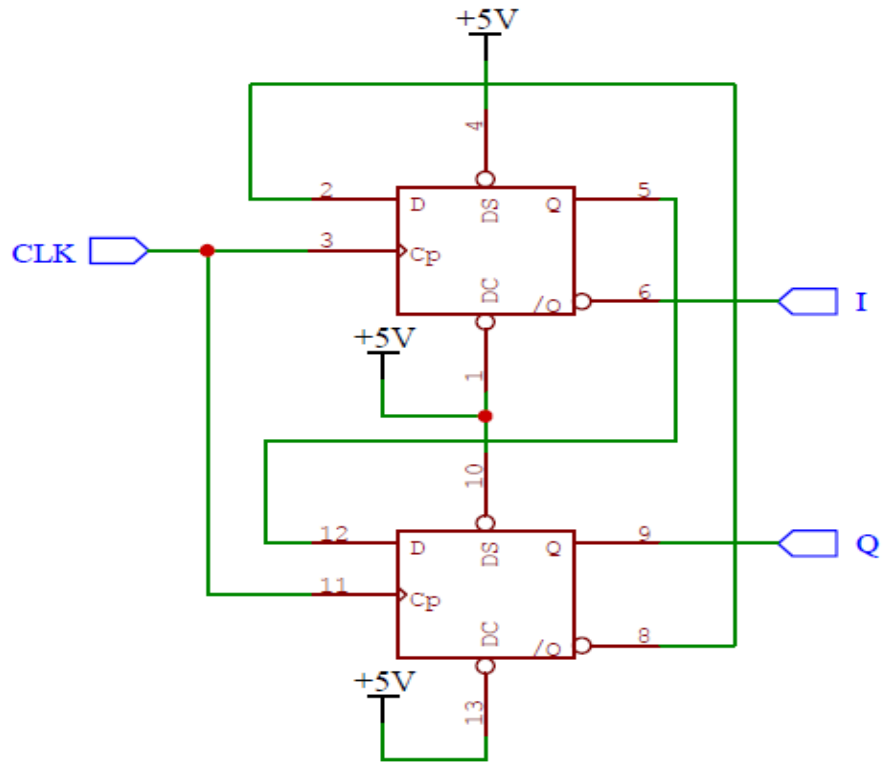 +5V
4
2 D DS Q 5
CLK 3 Cp
DC /Q 6 I
+5V
1
10
12 D DS Q 9 Q
11 Cp
DC /Q 8
+5V
13